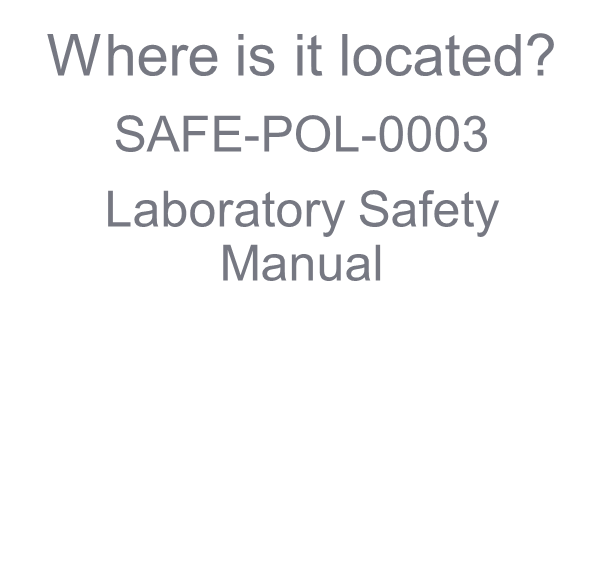 Where is it located?
SAFE-POL-0003
Laboratory Safety
Manual